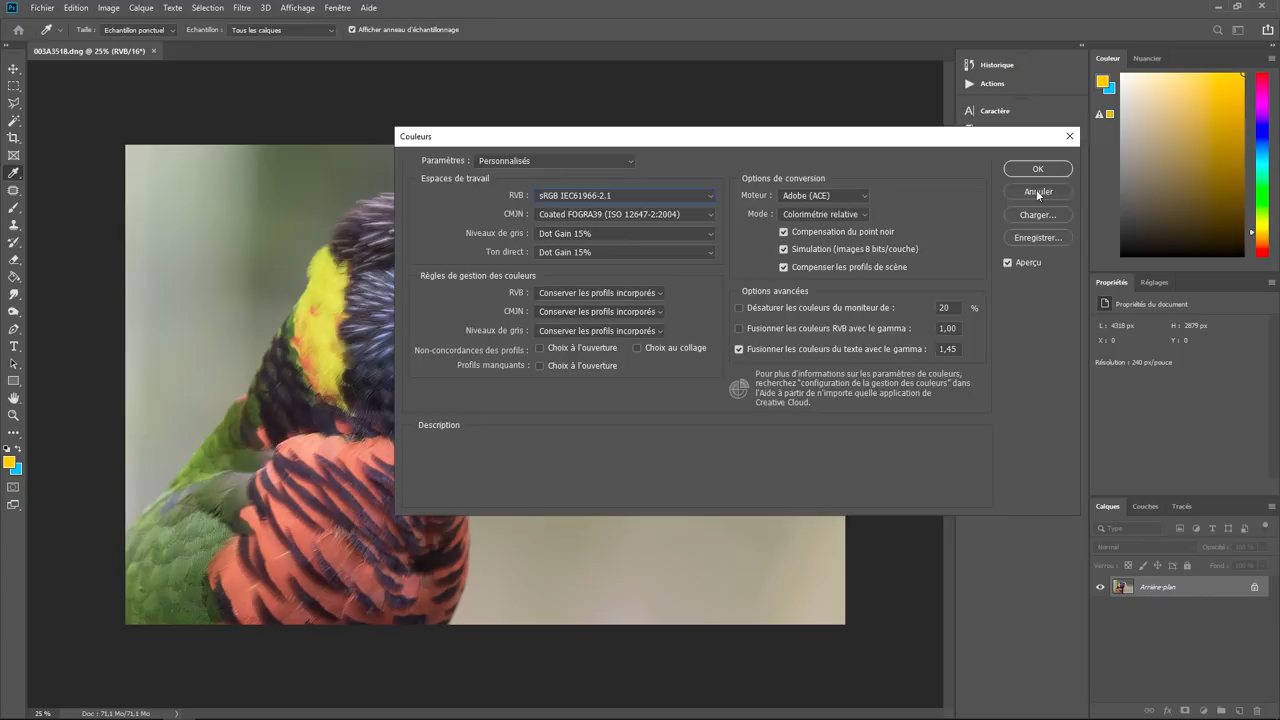 Ps Fichier Edition Image Calque Texte Sélection Filtre 3D Affichage Fenêtre Aide
Taille : Echantillon ponctuel Echantillon : Tous les calques Afficher anneau d'échantillonnage
003A3518.dng @ 25% (RVB/16*) ×
Historique
Actions
Caractère
Couleur Nuancier
Couleurs
Paramètres : Personnalisés
Espaces de travail
RVB : sRGB IEC61966-2.1
CMJN : Coated FOGRA39 (ISO 12647-2:2004)
Niveaux de gris : Dot Gain 15%
Ton direct : Dot Gain 15%
Règles de gestion des couleurs
RVB : Conserver les profils incorporés
CMJN : Conserver les profils incorporés
Niveaux de gris : Conserver les profils incorporés
Non-concordances des profils : Choix à l'ouverture Choix au collage
Profils manquants : Choix à l'ouverture
Options de conversion
Moteur : Adobe (ACE)
Mode : Colorimétrie relative
Compensation du point noir
Simulation (images 8 bits/couche)
Compenser les profils de scène
Options avancées
Désaturer les couleurs du moniteur de : 20 %
Fusionner les couleurs RVB avec le gamma : 1,00
Fusionner les couleurs du texte avec le gamma : 1,45
Pour plus d'informations sur les paramètres de couleurs,
recherchez "configuration de la gestion des couleurs" dans
l'Aide à partir de n'importe quelle application de
Creative Cloud.
Description
OK
Annuler
Charger...
Enregistrer...
Aperçu
Propriétés Réglages
Propriétés du document
L : 4318 px H : 2879 px
X : 0 Y : 0
Résolution : 240 px/pouce
Calques Couches Tracés
Type
Normal Opacité : 100 %
Verrou : Fond : 100 %
Arrière-plan
25 % Doc : 71,1 Mo/71,1 Mo